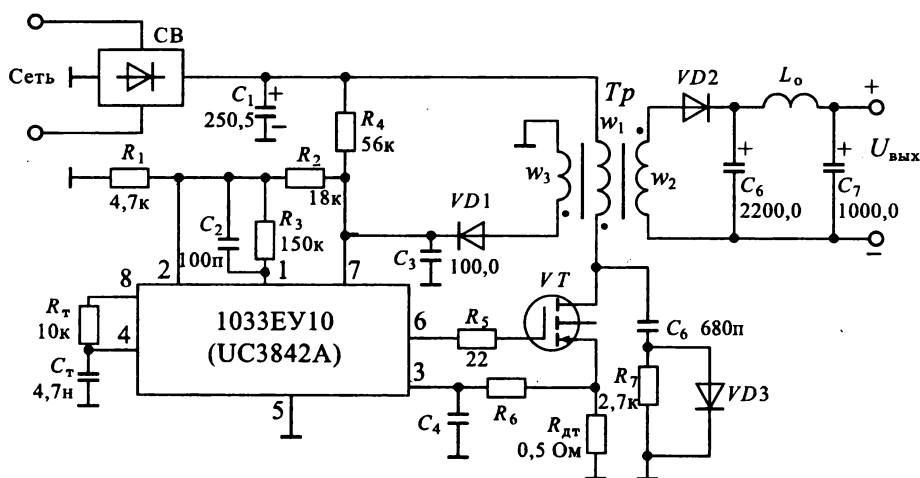 СВ
Сеть
C1
+
250,5
–
R4
56к
Тр
w1
w3
w2
VD2
Lо
+
+
+
Uвых
C6
2200,0
C7
1000,0
–
R1
4,7к
R2
18к
C2
100п
R3
150к
VD1
C3
100,0
2
1
7
8
Rт
10к
4
Cт
4,7н
1033ЕУ10
(UC3842A)
6
R5
22
VT
C6 680п
3
5
C4
R6
Rдт
0,5 Ом
R7
2,7к
VD3